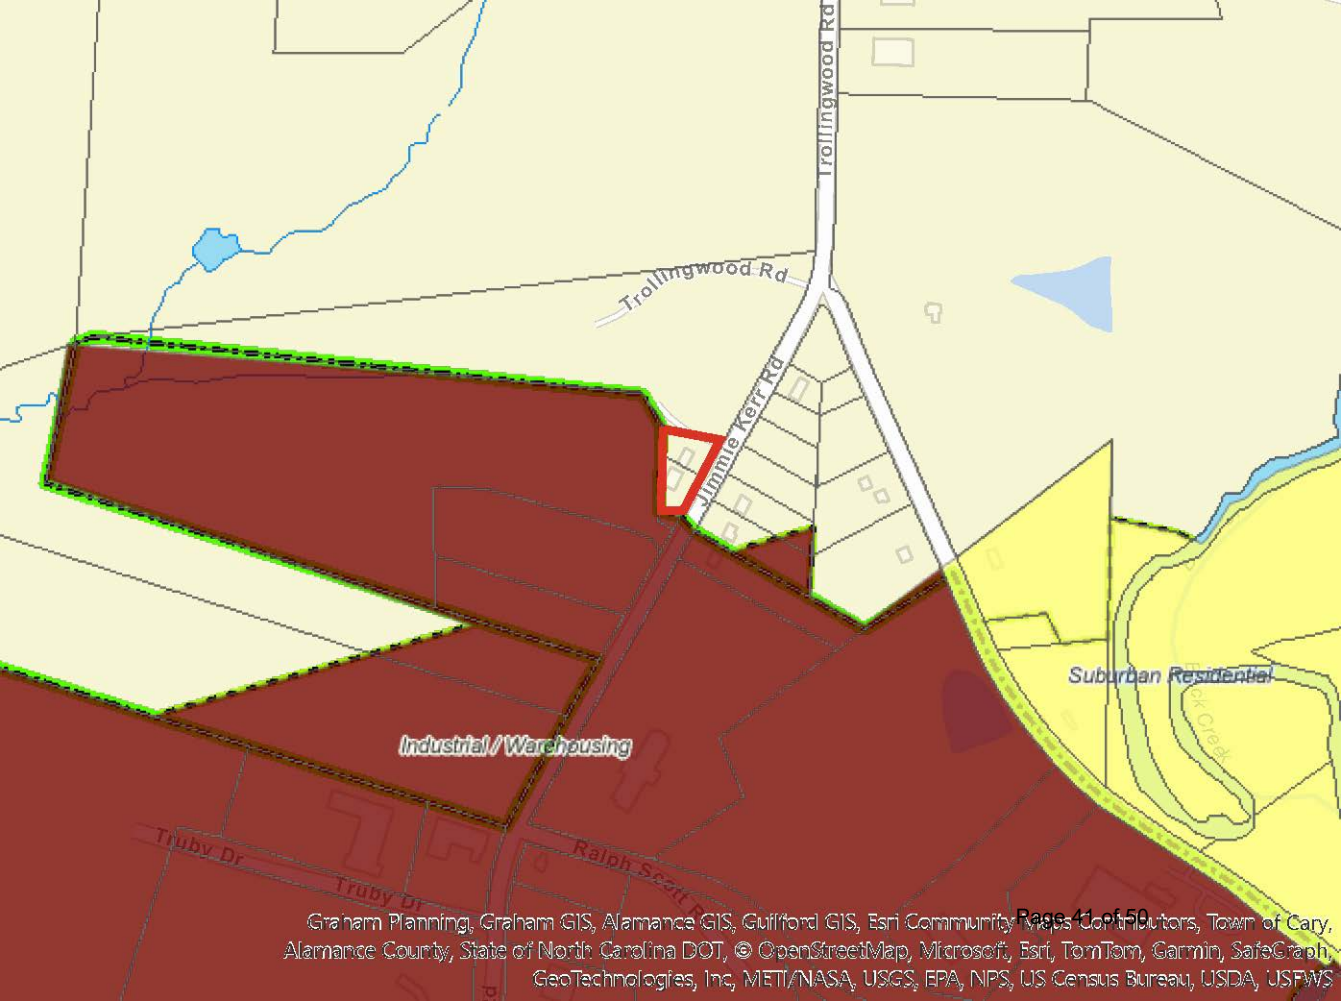 Trollingwood Rd
Trollingwood Rd
Jimmie Kerr Rd
Suburban Residential
ck Creek
Industrial / Warehousing
Truby Dr
Truby Dr
Ralph Scott R
Page 41 of 50
Graham Planning, Graham GIS, Alamance GIS, Guilford GIS, Esri Community Maps Contributors, Town of Cary,
Alamance County, State of North Carolina DOT, © OpenStreetMap, Microsoft, Esri, TomTom, Garmin, SafeGraph,
GeoTechnologies, Inc, METI/NASA, USGS, EPA, NPS, US Census Bureau, USDA, USFWS